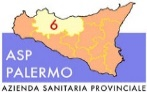 6
ASP
PALERMO
AZIENDA SANITARIA PROVINCIALE